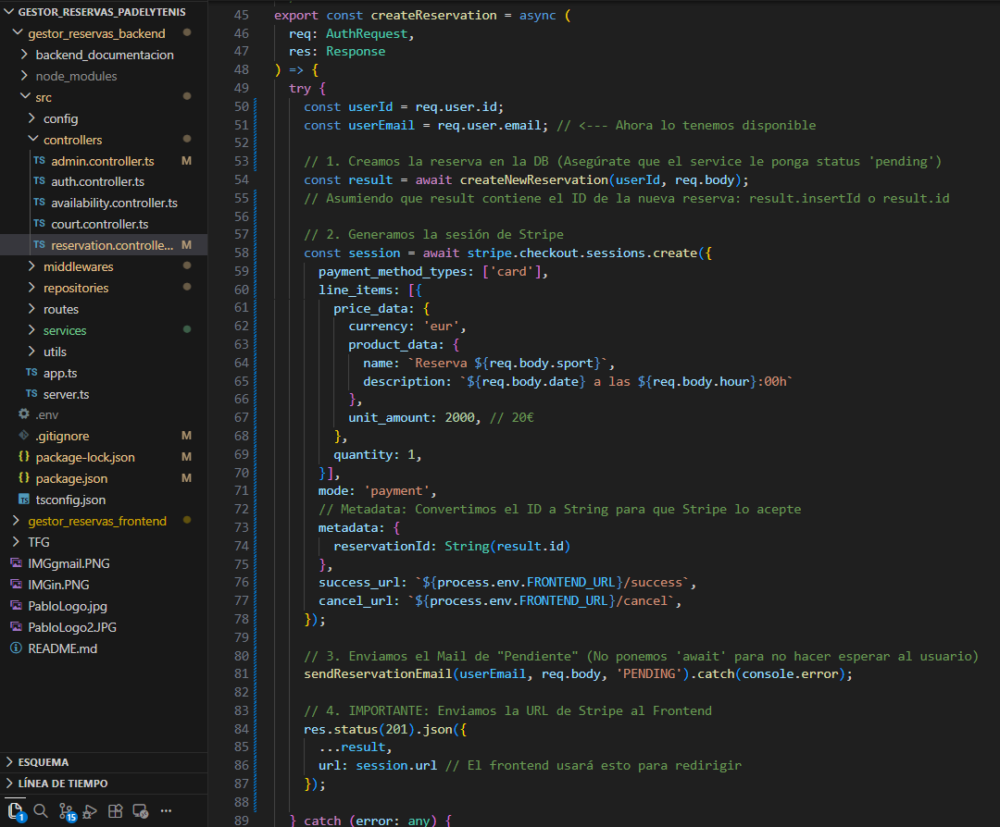 GESTOR_RESERVAS_PADELYTENIS
gestor_reservas_backend
backend_documentacion
node_modules
src
config
controllers
TS admin.controller.ts M
TS auth.controller.ts
TS availability.controller.ts
TS court.controller.ts
TS reservation.controlle... M
middlewares
repositories
routes
services
utils
TS app.ts
TS server.ts
.env
.gitignore M
{} package-lock.json M
{} package.json M
TS tsconfig.json
gestor_reservas_frontend
TFG
IMGgmail.PNG
IMGin.PNG
PabloLogo.jpg
PabloLogo2.JPG
README.md
ESQUEMA
LÍNEA DE TIEMPO
1
15
45 export const createReservation = async (
46 req: AuthRequest,
47 res: Response
48 ) => {
49 try {
50 const userId = req.user.id;
51 const userEmail = req.user.email; // <--- Ahora lo tenemos disponible
52
53 // 1. Creamos la reserva en la DB (Asegúrate que el service le ponga status 'pending')
54 const result = await createNewReservation(userId, req.body);
55 // Asumiendo que result contiene el ID de la nueva reserva: result.insertId o result.id
56
57 // 2. Generamos la sesión de Stripe
58 const session = await stripe.checkout.sessions.create({
59 payment_method_types: ['card'],
60 line_items: [{
61 price_data: {
62 currency: 'eur',
63 product_data: {
64 name: `Reserva ${req.body.sport}`,
65 description: `${req.body.date} a las ${req.body.hour}:00h`
66 },
67 unit_amount: 2000, // 20€
68 },
69 quantity: 1,
70 }],
71 mode: 'payment',
72 // Metadata: Convertimos el ID a String para que Stripe lo acepte
73 metadata: {
74 reservationId: String(result.id)
75 },
76 success_url: `${process.env.FRONTEND_URL}/success`,
77 cancel_url: `${process.env.FRONTEND_URL}/cancel`,
78 });
79
80 // 3. Enviamos el Mail de "Pendiente" (No ponemos 'await' para no hacer esperar al usuario)
81 sendReservationEmail(userEmail, req.body, 'PENDING').catch(console.error);
82
83 // 4. IMPORTANTE: Enviamos la URL de Stripe al Frontend
84 res.status(201).json({
85 ...result,
86 url: session.url // El frontend usará esto para redirigir
87 });
88
89 } catch (error: any) {